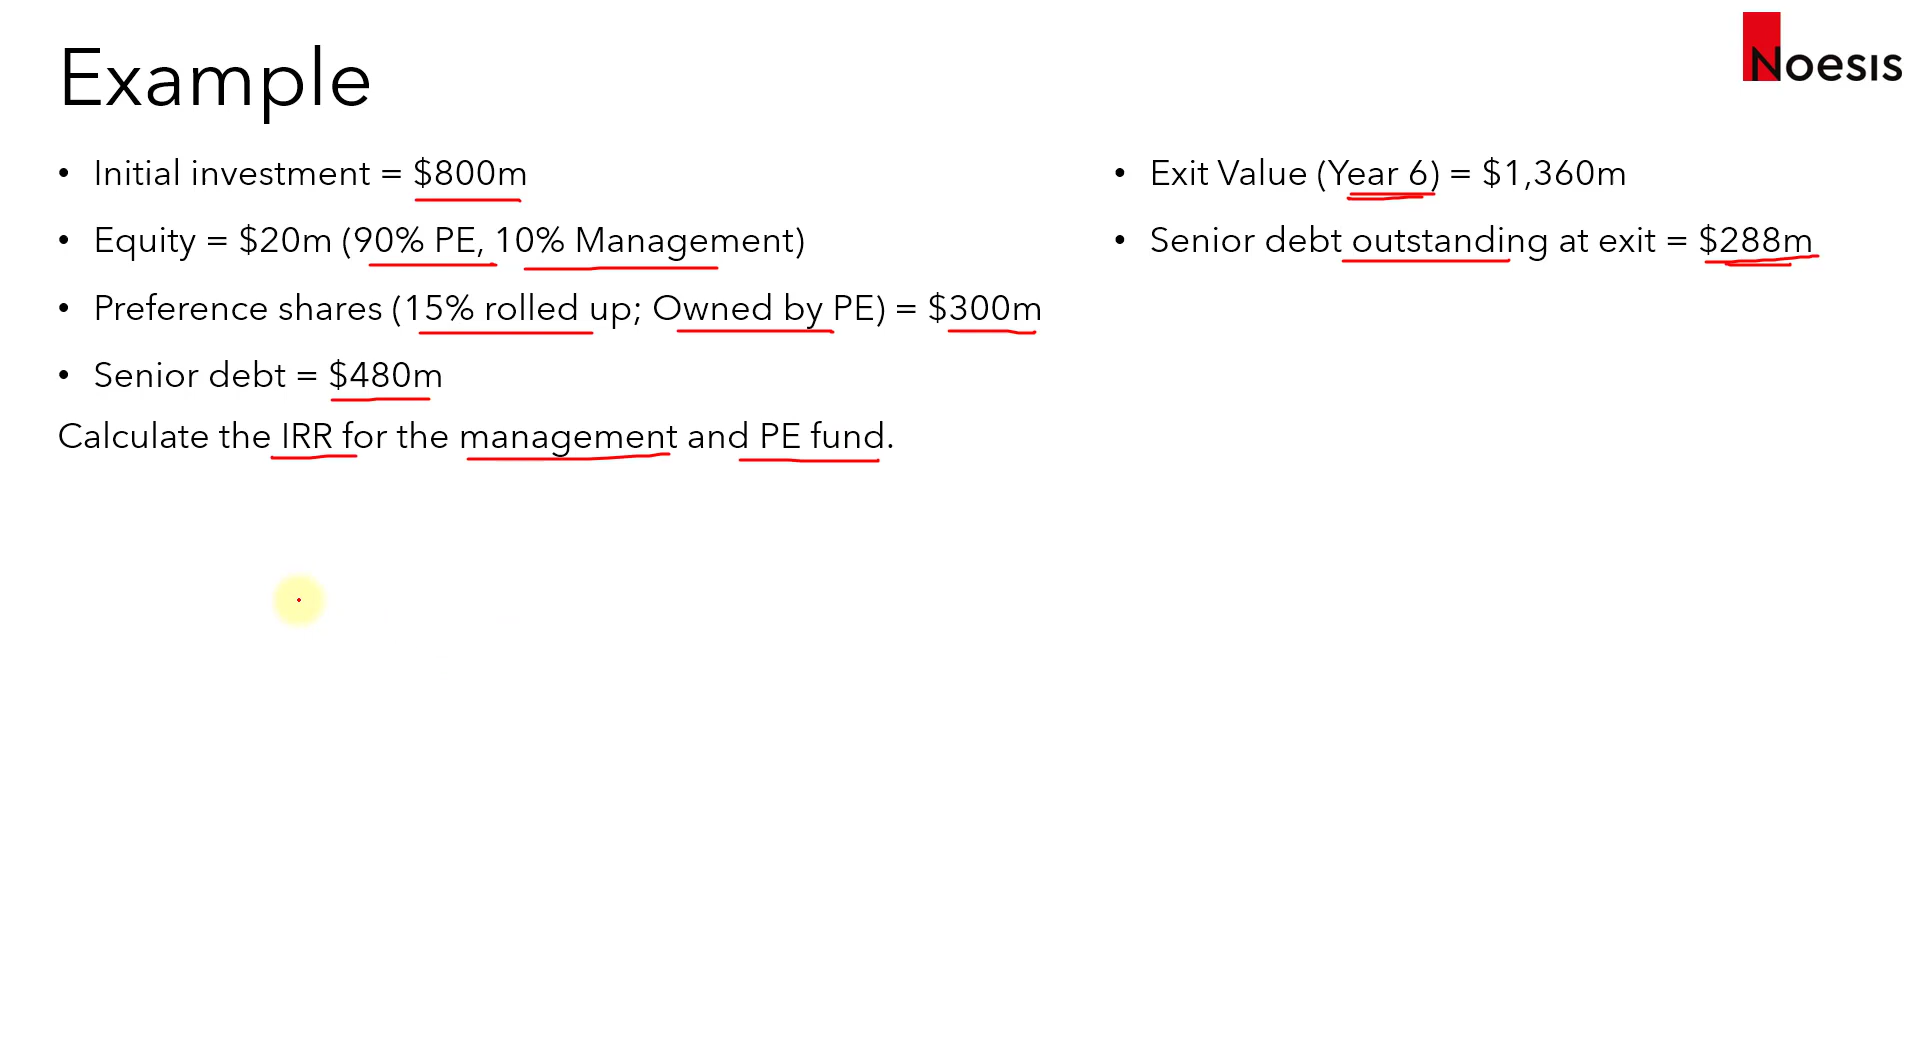 Example
Noesis
• Initial investment = $800m
• Equity = $20m (90% PE, 10% Management)
• Preference shares (15% rolled up; Owned by PE) = $300m
• Senior debt = $480m
Calculate the IRR for the management and PE fund.
• Exit Value (Year 6) = $1,360m
• Senior debt outstanding at exit = $288m